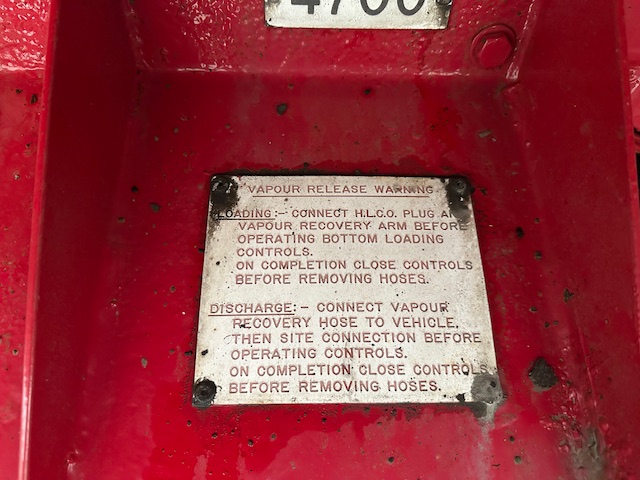 4700
VAPOUR RELEASE WARNING
LOADING:- CONNECT H.L.C.O. PLUG AND
VAPOUR RECOVERY ARM BEFORE
OPERATING BOTTOM LOADING
CONTROLS.
ON COMPLETION CLOSE CONTROLS
BEFORE REMOVING HOSES.
DISCHARGE:- CONNECT VAPOUR
RECOVERY HOSE TO VEHICLE,
THEN SITE CONNECTION BEFORE
OPERATING CONTROLS.
ON COMPLETION CLOSE CONTROLS
BEFORE REMOVING HOSES.